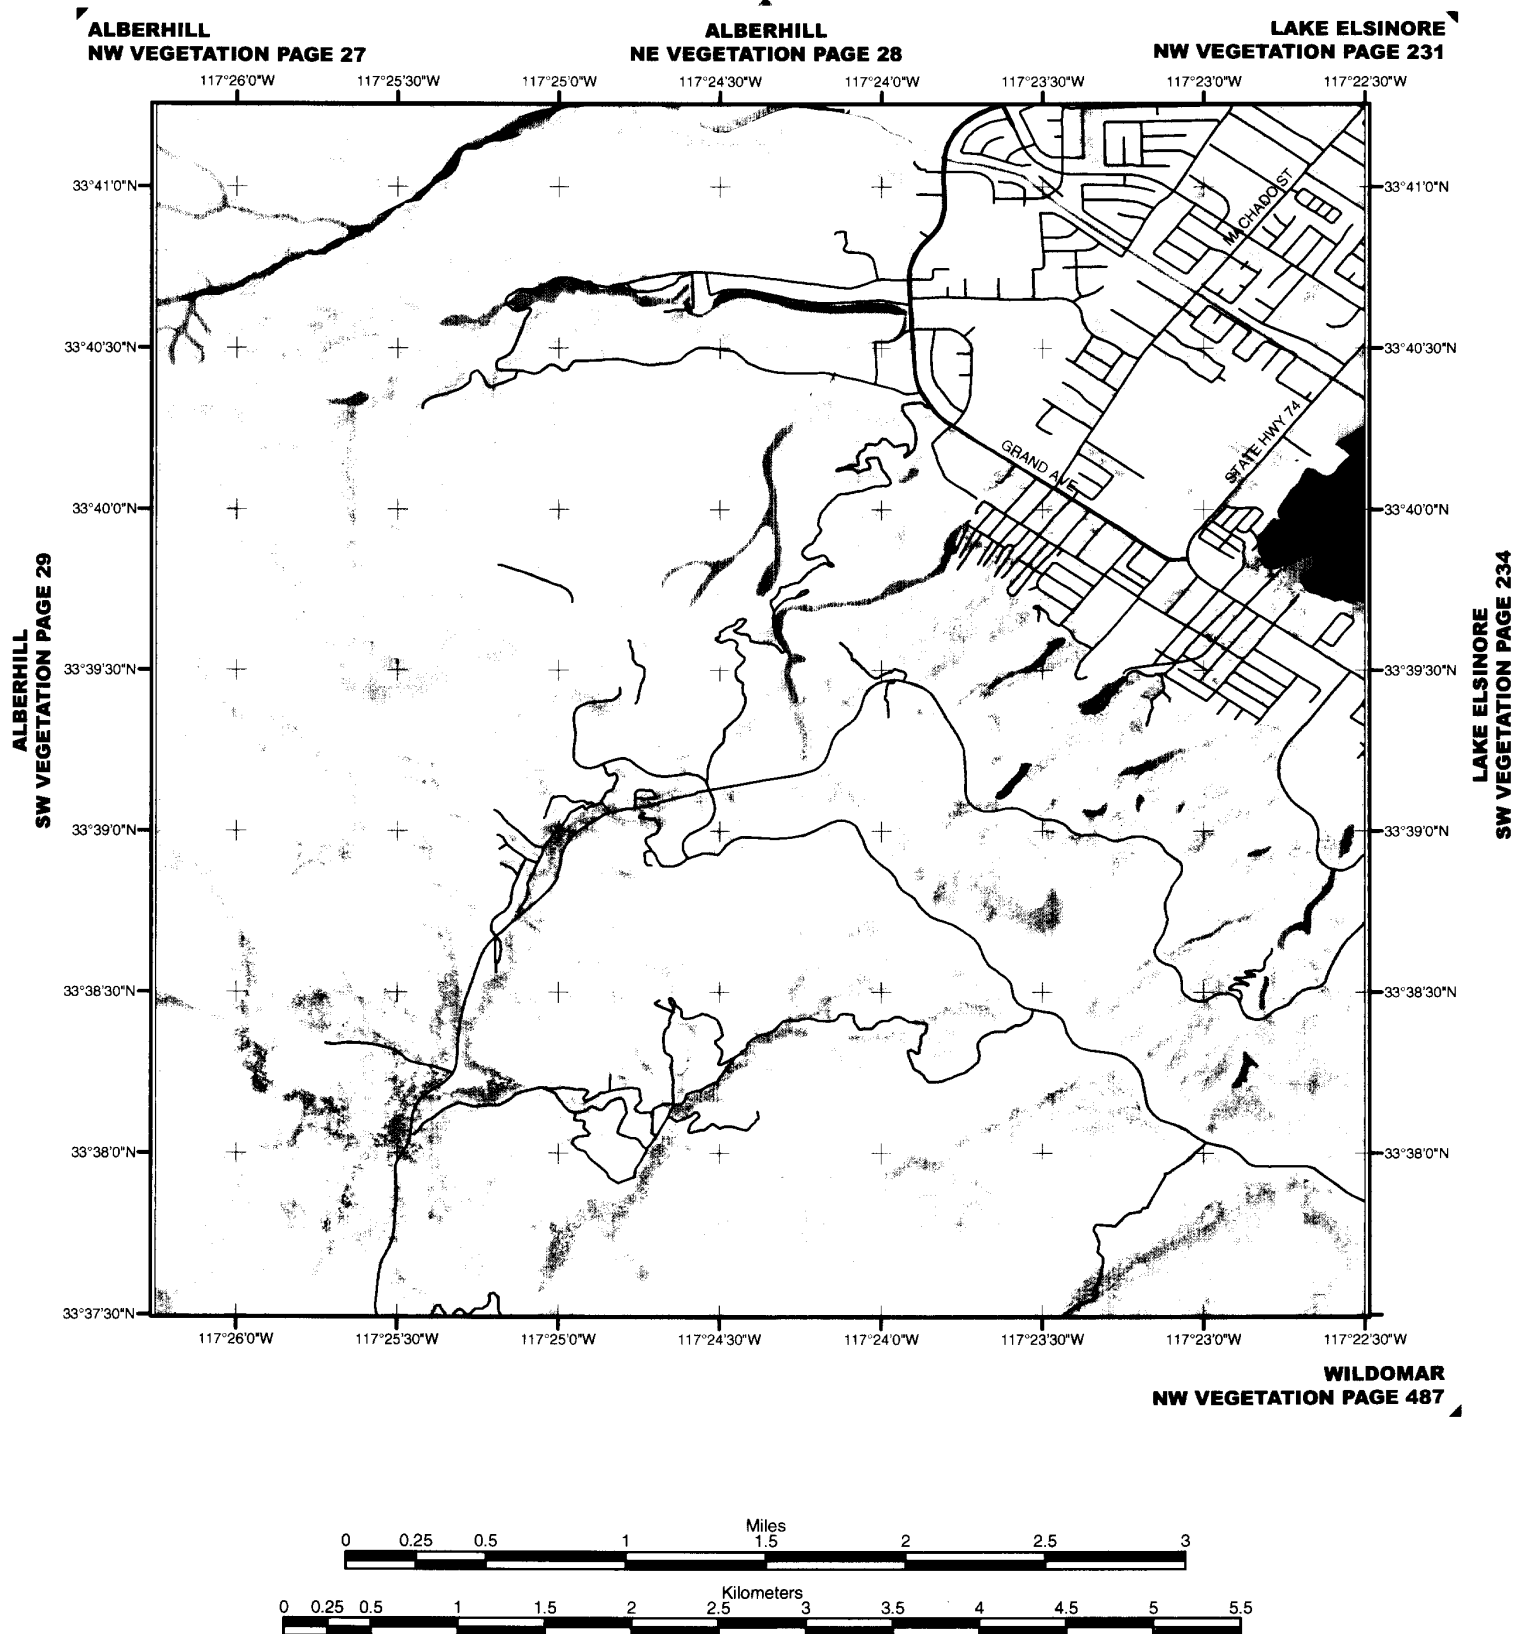 ALBERHILL
NW VEGETATION PAGE 27
ALBERHILL
NE VEGETATION PAGE 28
LAKE ELSINORE
NW VEGETATION PAGE 231
117°26'0"W 117°25'30"W 117°25'0"W 117°24'30"W 117°24'0"W 117°23'30"W 117°23'0"W 117°22'30"W
33°41'0"N 33°41'0"N
MACHADO ST
33°40'30"N 33°40'30"N
STATE HWY 74
GRAND AVE
33°40'0"N 33°40'0"N
ALBERHILL
SW VEGETATION PAGE 29
LAKE ELSINORE
SW VEGETATION PAGE 234
33°39'30"N 33°39'30"N
33°39'0"N 33°39'0"N
33°38'30"N 33°38'30"N
33°38'0"N 33°38'0"N
33°37'30"N
117°26'0"W 117°25'30"W 117°25'0"W 117°24'30"W 117°24'0"W 117°23'30"W 117°23'0"W 117°22'30"W
WILDOMAR
NW VEGETATION PAGE 487
Miles
0 0.25 0.5 1 1.5 2 2.5 3
Kilometers
0 0.25 0.5 1 1.5 2 2.5 3 3.5 4 4.5 5 5.5